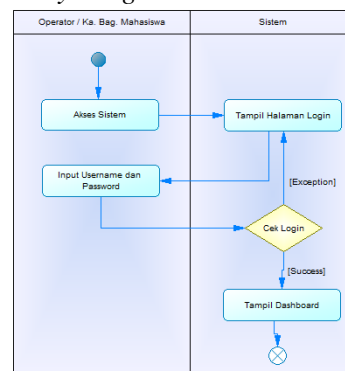 Operator / Ka. Bag. Mahasiswa
Sistem
Akses Sistem
Tampil Halaman Login
Input Username dan
Password
[Exception]
Cek Login
[Success]
Tampil Dashboard